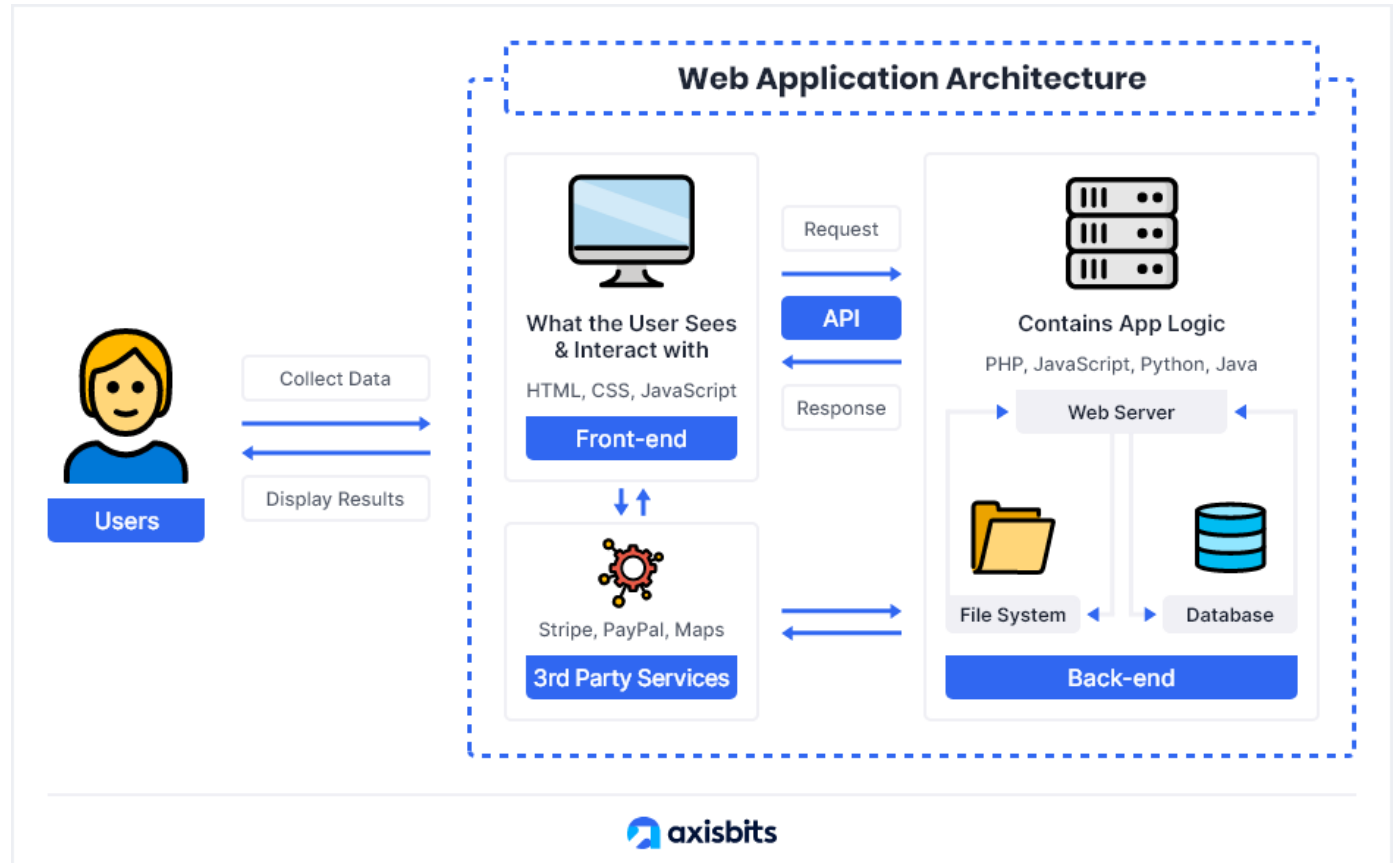 Web Application Architecture
Users
Collect Data
Display Results
What the User Sees
& Interact with
HTML, CSS, JavaScript
Front-end
Stripe, PayPal, Maps
3rd Party Services
Request
API
Response
Contains App Logic
PHP, JavaScript, Python, Java
Web Server
File System
Database
Back-end
axisbits